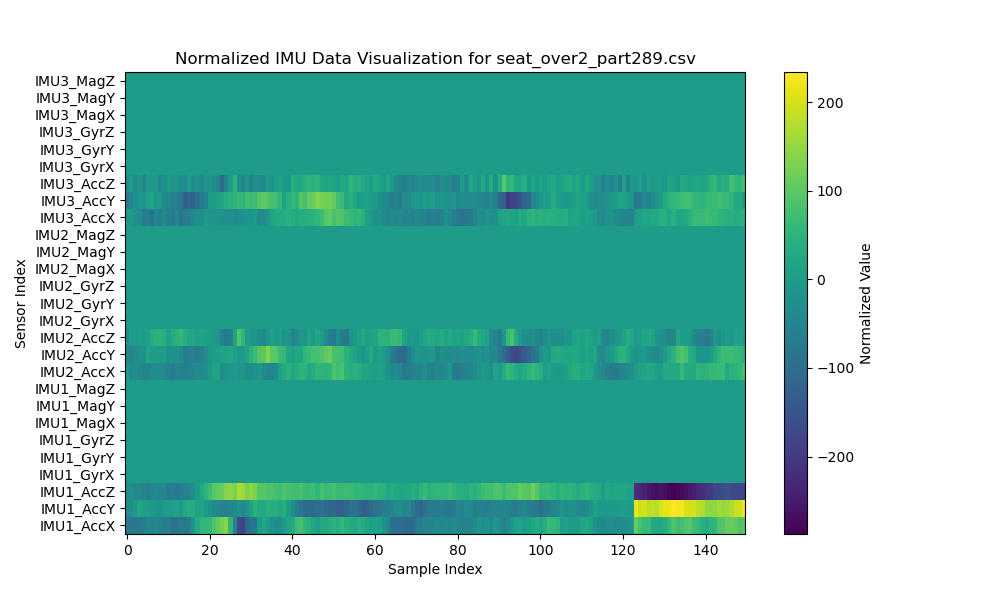 Normalized IMU Data Visualization for seat_over2_part289.csv
IMU3_MagZ
IMU3_MagY
IMU3_MagX
IMU3_GyrZ
IMU3_GyrY
IMU3_GyrX
IMU3_AccZ
IMU3_AccY
IMU3_AccX
IMU2_MagZ
IMU2_MagY
IMU2_MagX
IMU2_GyrZ
IMU2_GyrY
IMU2_GyrX
IMU2_AccZ
IMU2_AccY
IMU2_AccX
IMU1_MagZ
IMU1_MagY
IMU1_MagX
IMU1_GyrZ
IMU1_GyrY
IMU1_GyrX
IMU1_AccZ
IMU1_AccY
IMU1_AccX
Sensor Index
0 20 40 60 80 100 120 140
Sample Index
200
100
0
−100
−200
Normalized Value